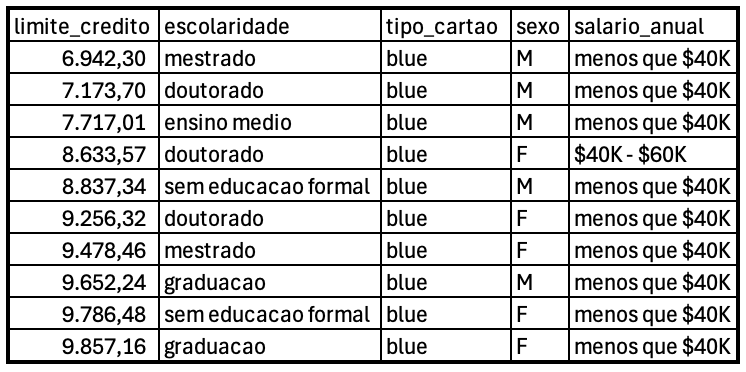 limite_credito escolaridade tipo_cartao sexo salario_anual
6.942,30 mestrado blue M menos que $40K
7.173,70 doutorado blue M menos que $40K
7.717,01 ensino medio blue M menos que $40K
8.633,57 doutorado blue F $40K - $60K
8.837,34 sem educacao formal blue M menos que $40K
9.256,32 doutorado blue F menos que $40K
9.478,46 mestrado blue F menos que $40K
9.652,24 graduacao blue M menos que $40K
9.786,48 sem educacao formal blue F menos que $40K
9.857,16 graduacao blue F menos que $40K